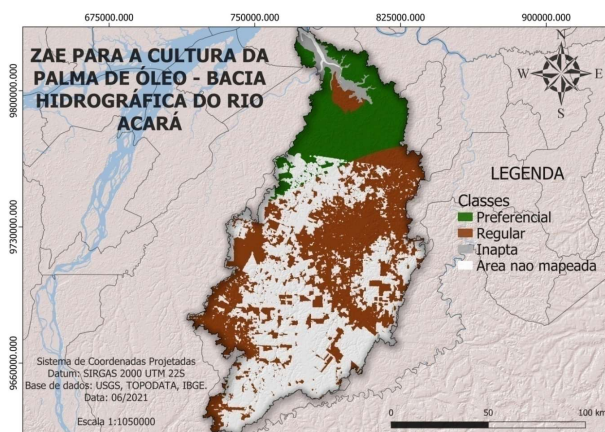 675000.000 750000.000 825000.000 900000.000
ZAE PARA A CULTURA DA
PALMA DE ÓLEO - BACIA
HIDROGRÁFICA DO RIO
ACARÁ
N
W E
S
9800000.000
9730000.000
9660000.000
LEGENDA
Classes
Preferencial
Regular
Inapta
Área nao mapeada
Sistema de Coordenadas Projetadas
Datum: SIRGAS 2000 UTM 22S
Base de dados: USGS, TOPODATA, IBGE.
Data: 06/2021
Escala 1:1050000
0 50 100 km